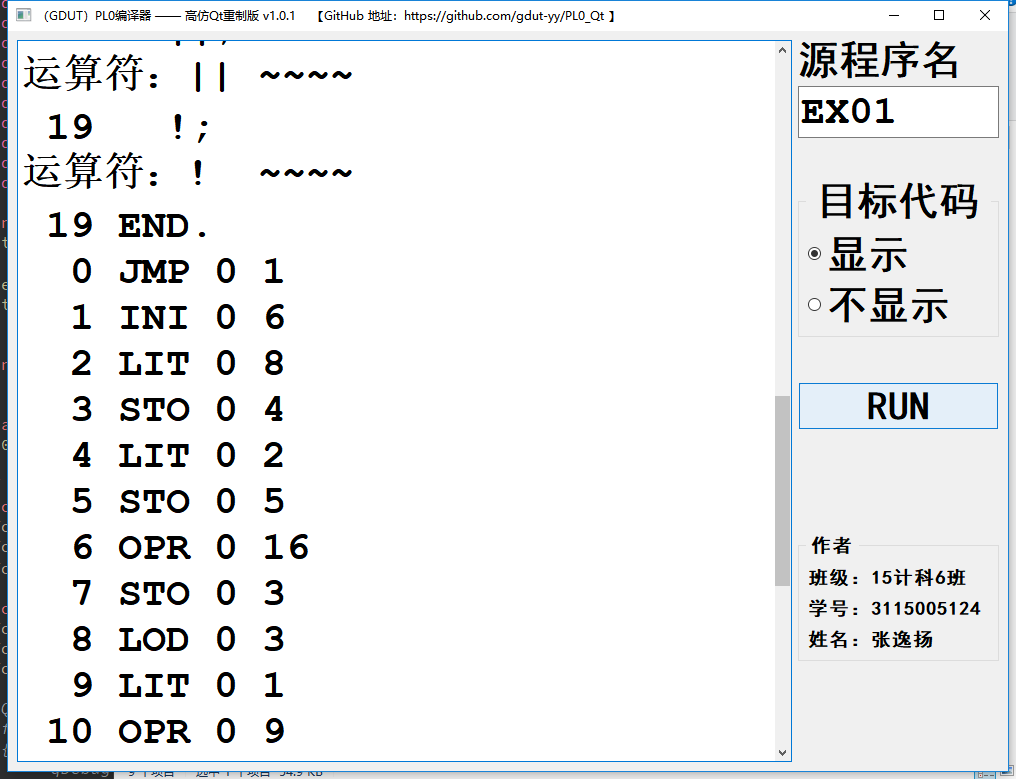 （GDUT）PL0编译器 —— 高仿Qt重制版 v1.0.1 【GitHub 地址：https://github.com/gdut-yy/PL0_Qt 】
运算符：|| ~~~~
19 !;
运算符：! ~~~~
19 END.
0 JMP 0 1
1 INI 0 6
2 LIT 0 8
3 STO 0 4
4 LIT 0 2
5 STO 0 5
6 OPR 0 16
7 STO 0 3
8 LOD 0 3
9 LIT 0 1
10 OPR 0 9
源程序名
EX01
目标代码
显示
不显示
RUN
作者
班级：15计科6班
学号：3115005124
姓名：张逸扬